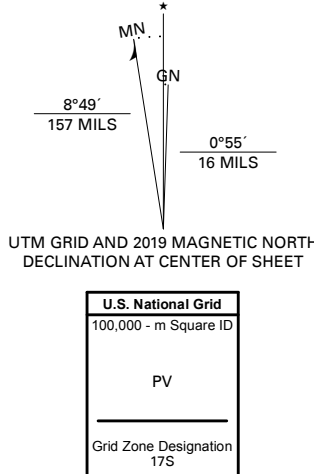 ★
MN
GN
8°49´
157 MILS
0°55´
16 MILS
UTM GRID AND 2019 MAGNETIC NORTH
DECLINATION AT CENTER OF SHEET
U.S. National Grid
100,000 - m Square ID
PV
Grid Zone Designation
17S